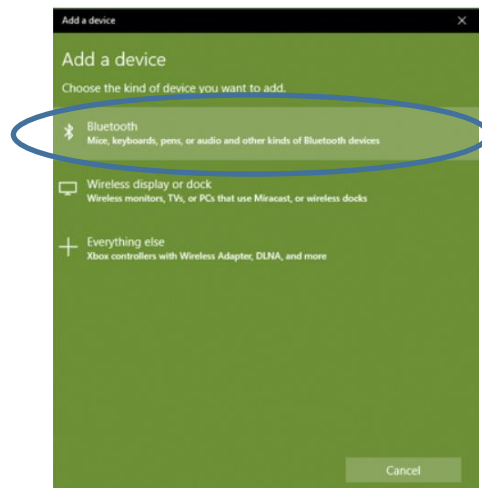 Add a device
Add a device
Choose the kind of device you want to add.
Bluetooth
Mice, keyboards, pens, or audio and other kinds of Bluetooth devices
Wireless display or dock
Wireless monitors, TVs, or PCs that use Miracast, or wireless docks
Everything else
Xbox controllers with Wireless Adapter, DLNA, and more
Cancel